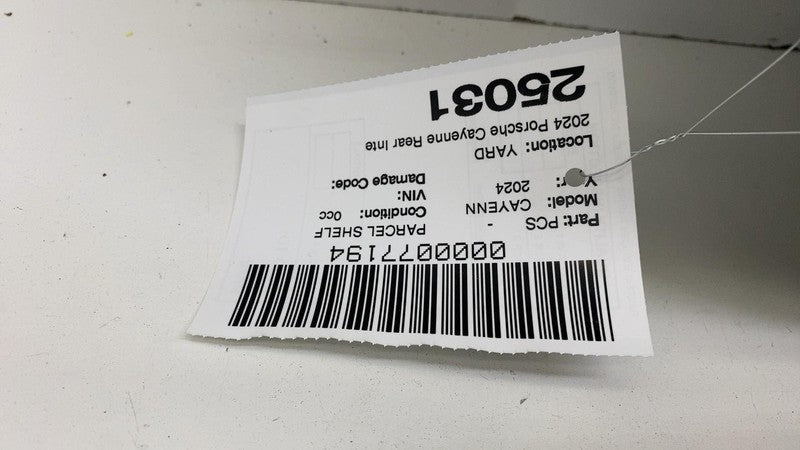 0000077194
Part: PCS - PARCEL SHELF
Model: CAYENN Condition: 0cc
Year: 2024 VIN:
Damage Code:
Location: YARD
2024 Porsche Cayenne Rear Inte
25031